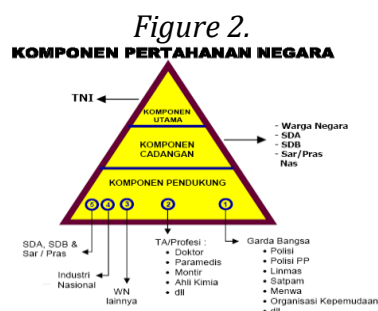 Figure 2.
KOMPONEN PERTAHANAN NEGARA
TNI
KOMPONEN
UTAMA
- Warga Negara
- SDA
- SDB
- Sar/Pras
Nas
KOMPONEN
CADANGAN
KOMPONEN PENDUKUNG
5 4 3 2 1
SDA, SDB &
Sar / Pras
Industri
Nasional
WN
lainnya
TA/Profesi :
• Doktor
• Paramedis
• Montir
• Ahli Kimia
• dll
Garda Bangsa
• Polisi
• Polisi PP
• Linmas
• Satpam
• Menwa
• Organisasi Kepemudaan
• dll